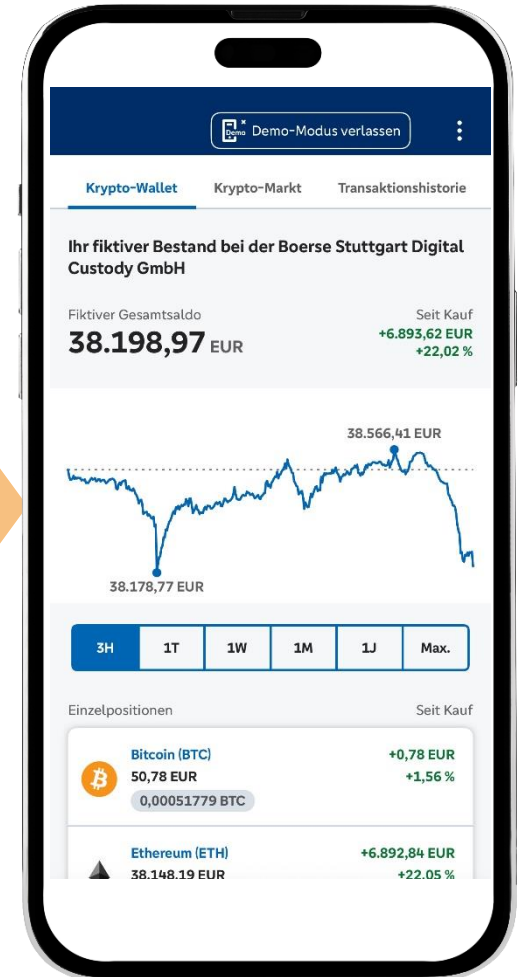 Demo Demo-Modus verlassen
Krypto-Wallet Krypto-Markt Transaktionshistorie
Ihr fiktiver Bestand bei der Boerse Stuttgart Digital
Custody GmbH
Fiktiver Gesamtsaldo Seit Kauf
38.198,97 EUR +6.893,62 EUR
+22,02 %
38.566,41 EUR
38.178,77 EUR
3H 1T 1W 1M 1J Max.
Einzelpositionen Seit Kauf
Bitcoin (BTC) +0,78 EUR
50,78 EUR +1,56 %
0,00051779 BTC
Ethereum (ETH) +6.892,84 EUR
38.148,19 EUR +22,05 %